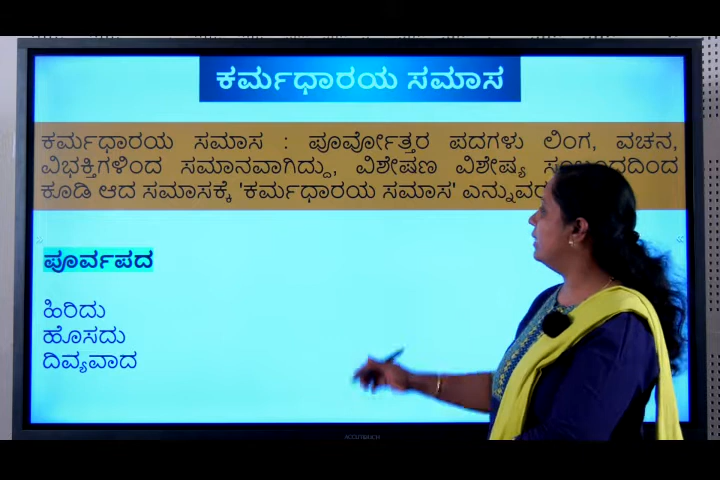 ಕರ್ಮಧಾರಯ ಸಮಾಸ
ಕರ್ಮಧಾರಯ ಸಮಾಸ : ಪೂರ್ವೋತ್ತರ ಪದಗಳು ಲಿಂಗ, ವಚನ,
ವಿಭಕ್ತಿಗಳಿಂದ ಸಮಾನವಾಗಿದ್ದು, ವಿಶೇಷಣ ವಿಶೇಷ್ಯ
ಕೂಡಿ ಆದ ಸಮಾಸಕ್ಕೆ 'ಕರ್ಮಧಾರಯ ಸಮಾಸ'
ಪೂರ್ವಪದ
ಹಿರಿದು
ಹೊಸದು
ದಿವ್ಯವಾದ